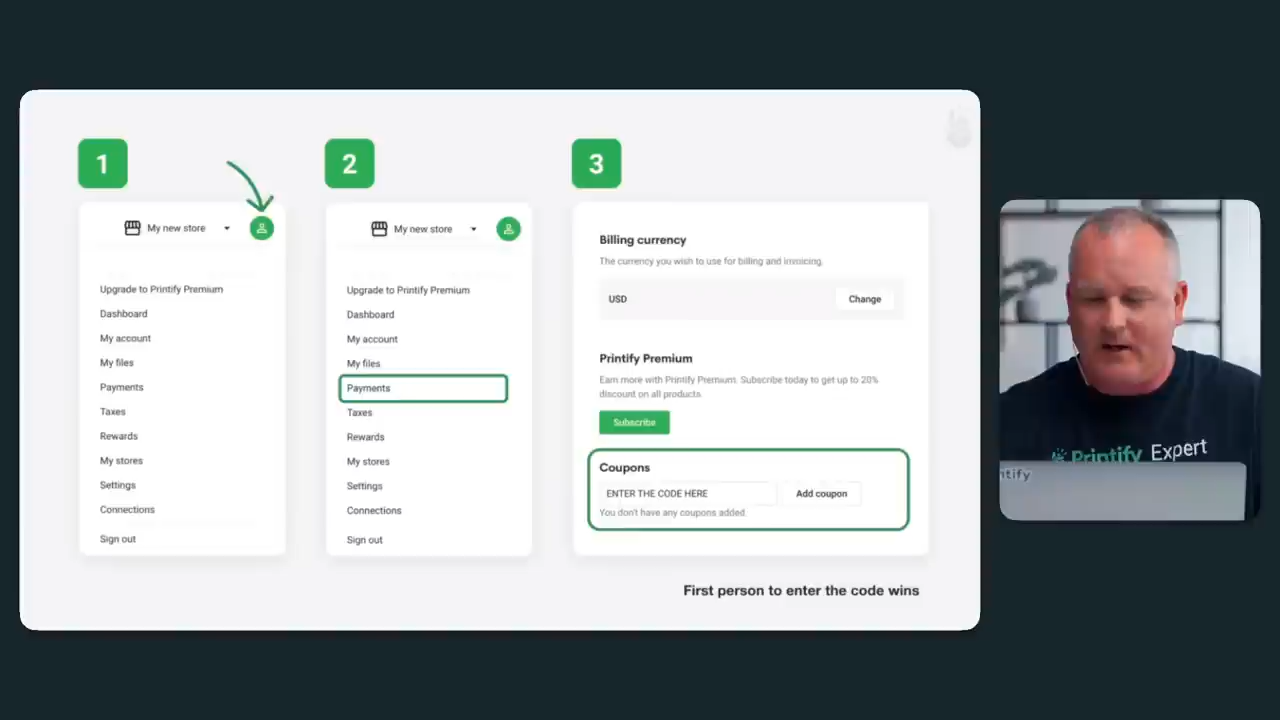 1
My new store
Upgrade to Printify Premium
Dashboard
My account
My files
Payments
Taxes
Rewards
My stores
Settings
Connections
Sign out
2
My new store
Upgrade to Printify Premium
Dashboard
My account
My files
Payments
Taxes
Rewards
My stores
Settings
Connections
Sign out
3
Billing currency
The currency you wish to use for billing and invoicing.
USD
Change
Printify Premium
Earn more with Printify Premium. Subscribe today to get up to 20%
discount on all products.
Subscribe
Coupons
ENTER THE CODE HERE
Add coupon
You don't have any coupons added.
First person to enter the code wins
Printify Expert
ntify